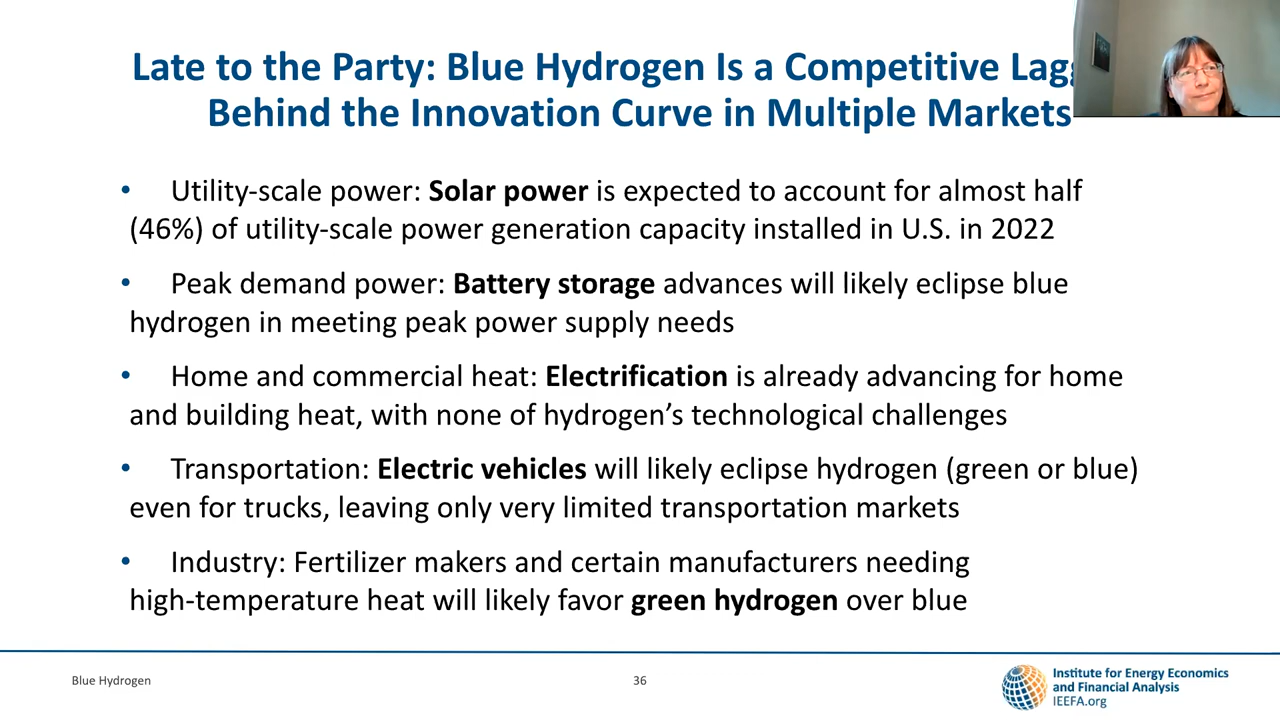 Late to the Party: Blue Hydrogen Is a Competitive
Behind the Innovation Curve in Multiple Markets
• Utility-scale power: Solar power is expected to account for almost half
(46%) of utility-scale power generation capacity installed in U.S. in 2022
• Peak demand power: Battery storage advances will likely eclipse blue
hydrogen in meeting peak power supply needs
• Home and commercial heat: Electrification is already advancing for home
and building heat, with none of hydrogen’s technological challenges
• Transportation: Electric vehicles will likely eclipse hydrogen (green or blue)
even for trucks, leaving only very limited transportation markets
• Industry: Fertilizer makers and certain manufacturers needing
high-temperature heat will likely favor green hydrogen over blue
Blue Hydrogen
36
Institute for Energy Economics
and Financial Analysis
IEEFA.org